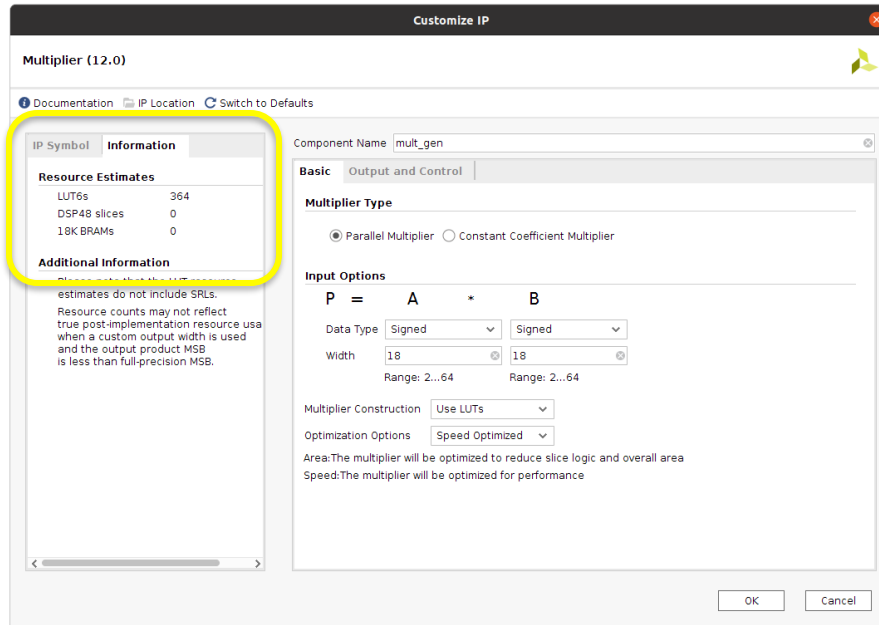 Customize IP
Multiplier (12.0)
Documentation IP Location Switch to Defaults
IP Symbol Information
Resource Estimates
LUT6s 364
DSP48 slices 0
18K BRAMs 0
Additional Information
Please note that the LUT resource
estimates do not include SRLs.
Resource counts may not reflect
true post-implementation resource usa
when a custom output width is used
and the output product MSB
is less than full-precision MSB.
Component Name mult_gen
Basic Output and Control
Multiplier Type
Parallel Multiplier Constant Coefficient Multiplier
Input Options
P = A * B
Data Type Signed Signed
Width 18 18
Range: 2...64 Range: 2...64
Multiplier Construction Use LUTs
Optimization Options Speed Optimized
Area:The multiplier will be optimized to reduce slice logic and overall area
Speed:The multiplier will be optimized for performance
OK Cancel